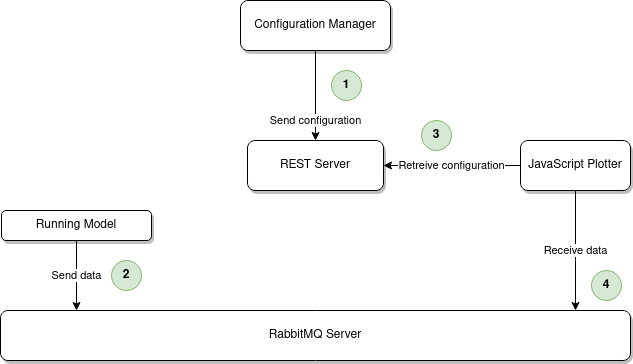 Configuration Manager
1
Send configuration
3
REST Server
Retreive configuration
JavaScript Plotter
Running Model
Receive data
Send data
2
4
RabbitMQ Server